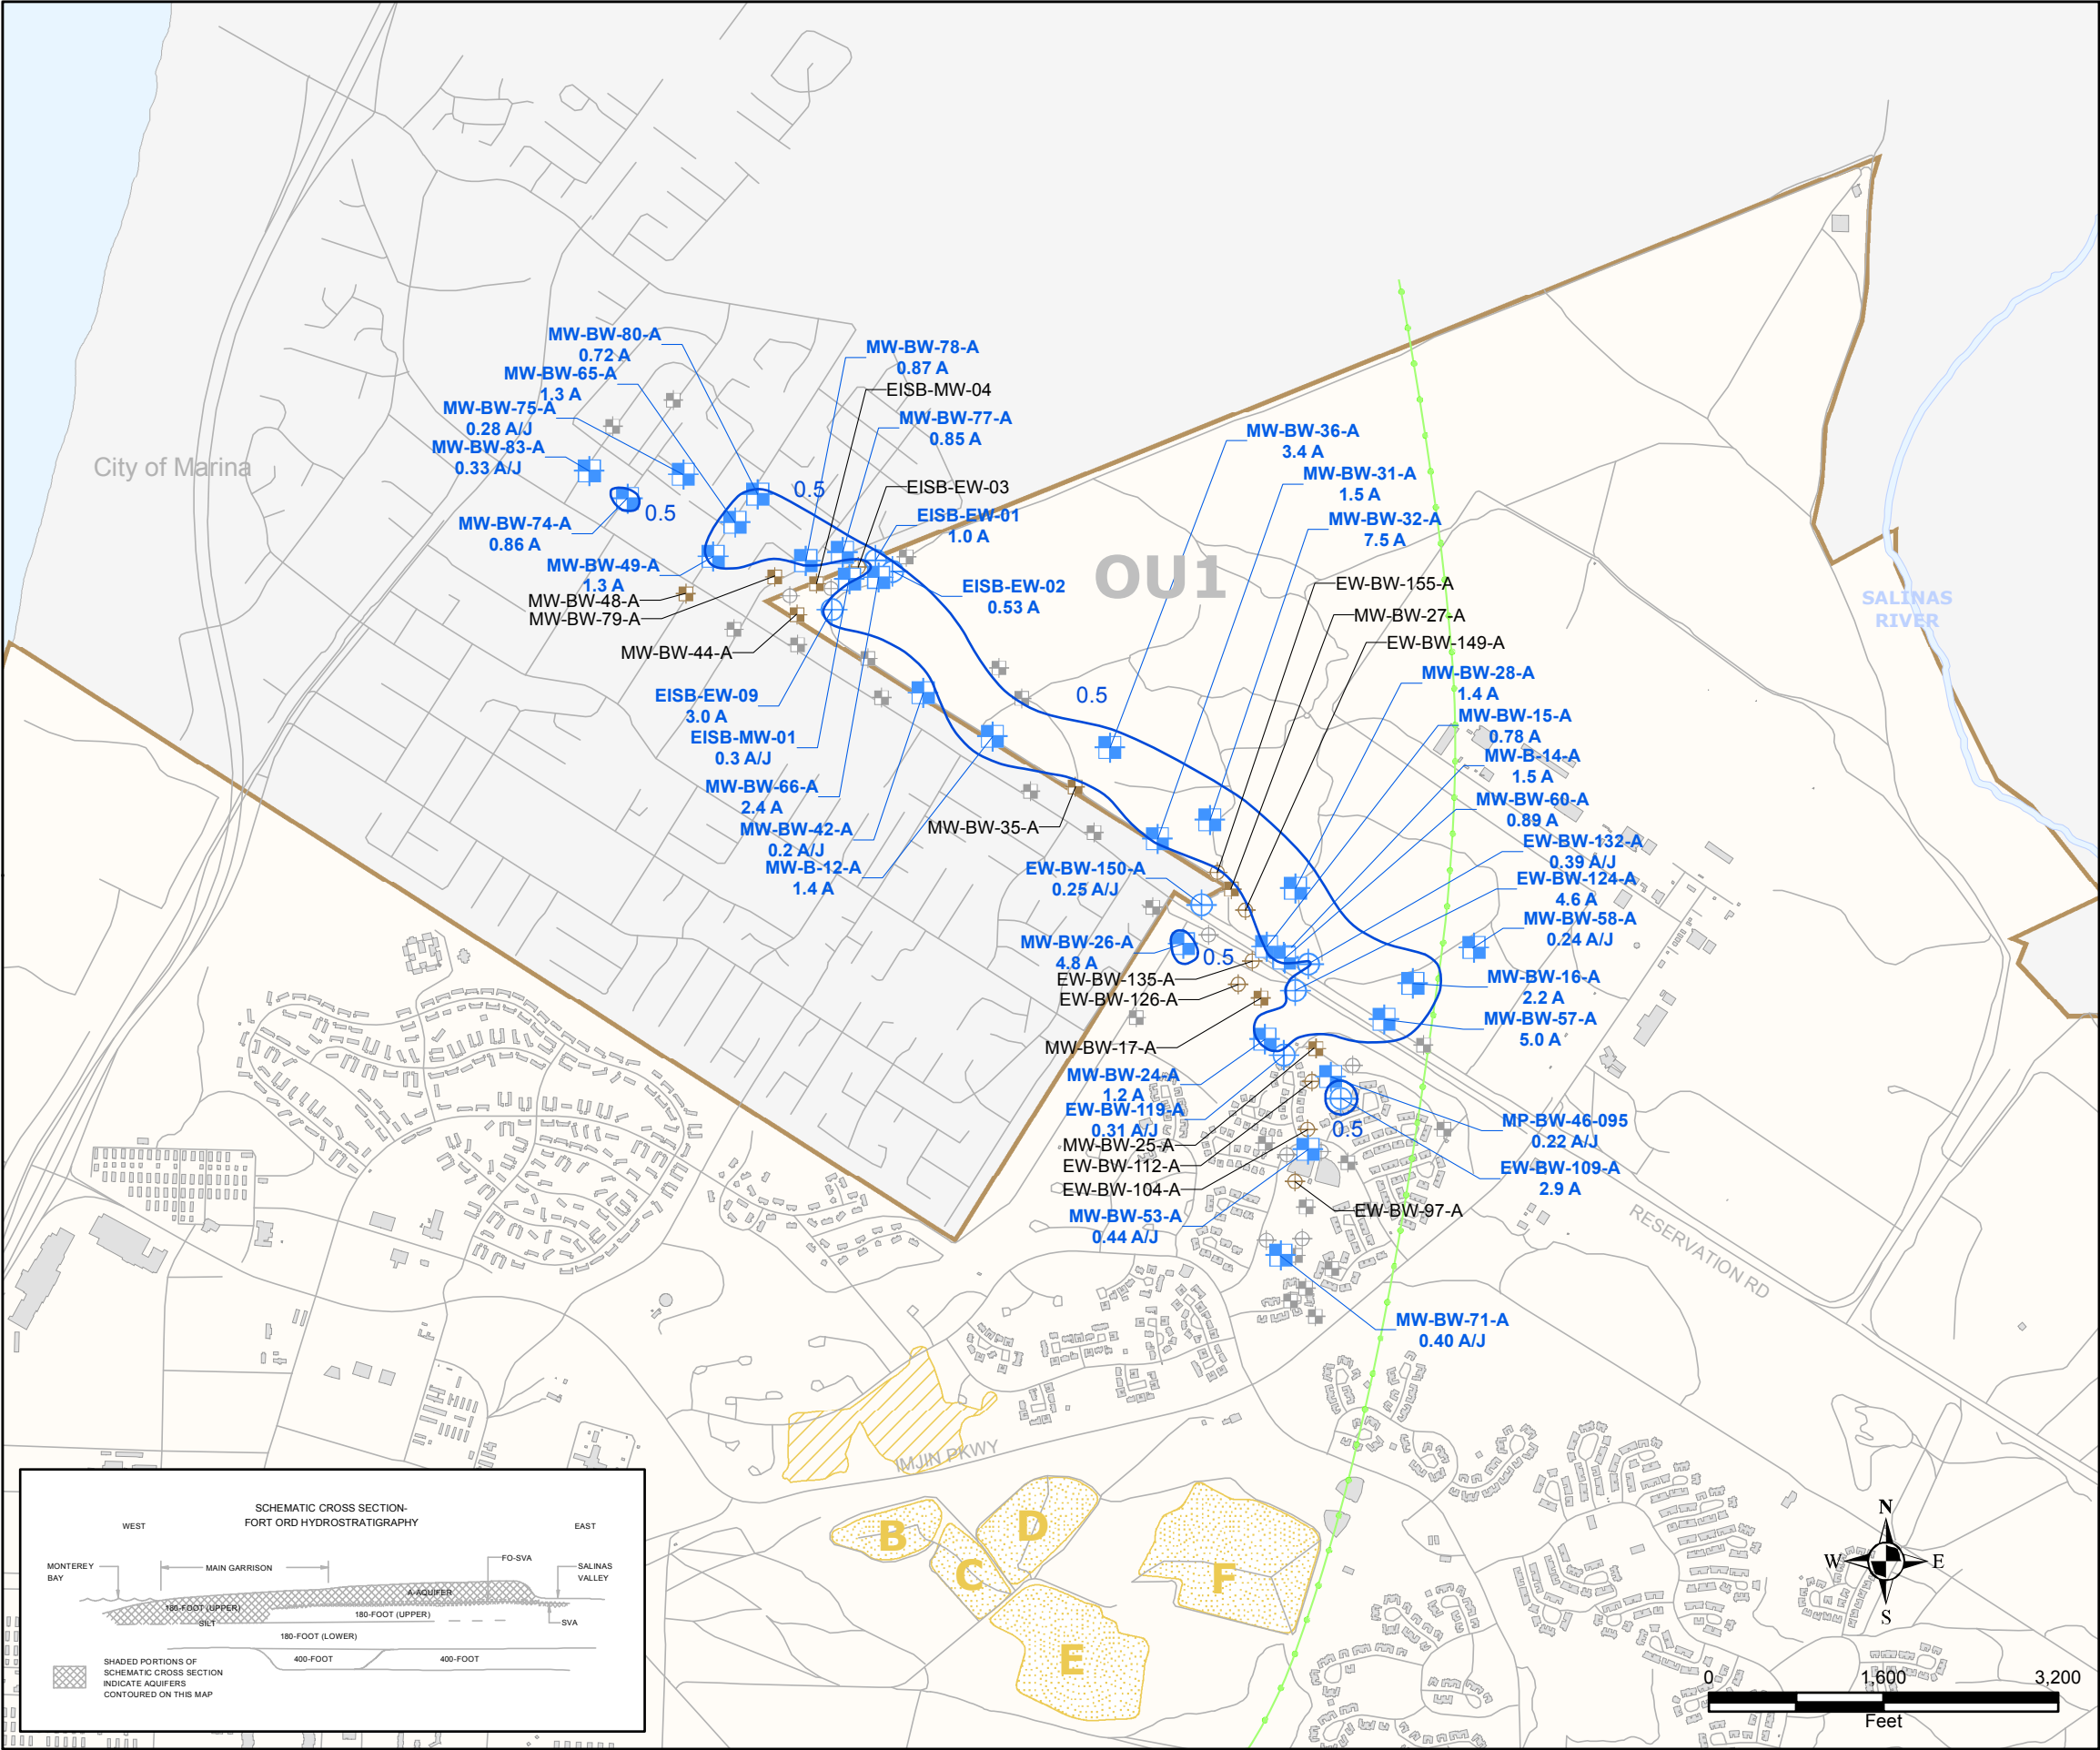 MW-BW-80-A
0.72 A
MW-BW-65-A
1.3 A
MW-BW-75-A
0.28 A/J
MW-BW-83-A
0.33 A/J
City of Marina
MW-BW-78-A
0.87 A
EISB-MW-04
MW-BW-77-A
0.85 A
0.5
EISB-EW-03
0.5
EISB-EW-01
1.0 A
MW-BW-74-A
0.86 A
MW-BW-49-A
1.3 A
MW-BW-48-A
MW-BW-79-A
EISB-EW-02
0.53 A
MW-BW-44-A
EISB-EW-09
3.0 A
EISB-MW-01
0.3 A/J
MW-BW-66-A
2.4 A
MW-BW-42-A
0.2 A/J
MW-B-12-A
1.4 A
MW-BW-36-A
3.4 A
MW-BW-31-A
1.5 A
MW-BW-32-A
7.5 A
OU1
EW-BW-155-A
MW-BW-27-A
EW-BW-149-A
SALINAS
RIVER
0.5
MW-BW-28-A
1.4 A
MW-BW-15-A
0.78 A
MW-B-14-A
1.5 A
MW-BW-60-A
0.89 A
EW-BW-132-A
0.39 A/J
EW-BW-124-A
4.6 A
MW-BW-58-A
0.24 A/J
MW-BW-16-A
2.2 A
MW-BW-57-A
5.0 A
MW-BW-35-A
EW-BW-150-A
0.25 A/J
MW-BW-26-A
4.8 A
0.5
EW-BW-135-A
EW-BW-126-A
MW-BW-17-A
MW-BW-24-A
1.2 A
EW-BW-119-A
0.31 A/J
MW-BW-25-A
EW-BW-112-A
EW-BW-104-A
MW-BW-53-A
0.44 A/J
0.5
MP-BW-46-095
0.22 A/J
EW-BW-109-A
2.9 A
EW-BW-97-A
MW-BW-71-A
0.40 A/J
RESERVATION RD
IMJIN PKWY
B
C
D
E
F
SCHEMATIC CROSS SECTION-
FORT ORD HYDROSTRATIGRAPHY
WEST
EAST
MONTEREY
BAY
MAIN GARRISON
FO-SVA
SALINAS
VALLEY
A-AQUIFER
180-FOOT (UPPER)
180-FOOT (UPPER)
SILT
SVA
180-FOOT (LOWER)
400-FOOT
400-FOOT
SHADED PORTIONS OF
SCHEMATIC CROSS SECTION
INDICATE AQUIFERS
CONTOURED ON THIS MAP
N
W
E
S
0
1,600
3,200
Feet